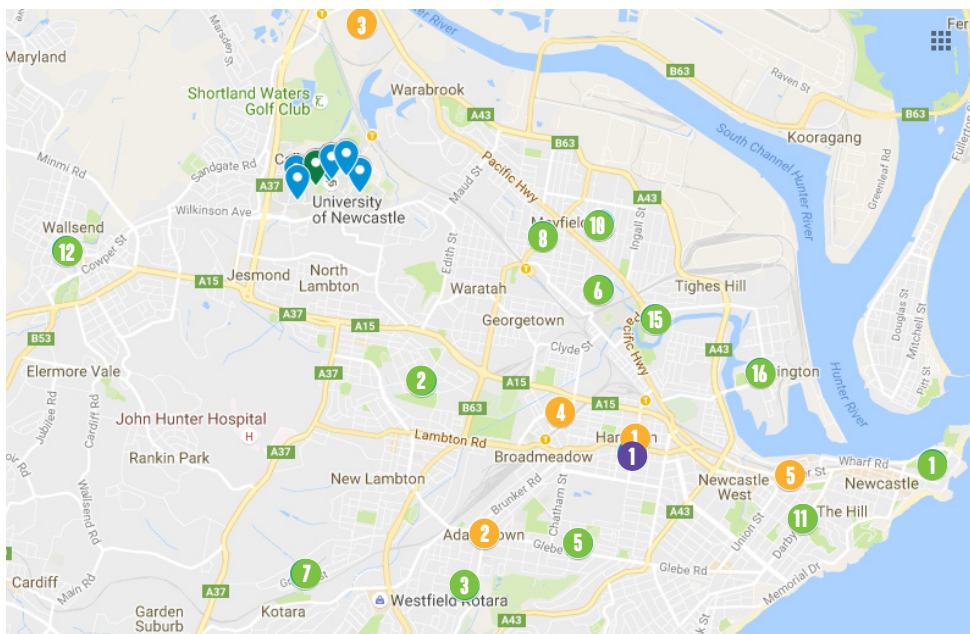 3
Maryland
Marsden St
Hunter River
B63
Raven St
Shortland Waters
Golf Club
Warabrook
A43
B63
Kooragang
Fullerton Rd
Minmi Rd
Sandgate Rd
A37
Pacific Hwy
Maud St
South Channel Hunter River
Greenleaf Rd
University
of Newcastle
A43
Wilkinson Ave
Wallsend
12
Cowper St
8
10
Ingall St
Edith St
Jesmond
North
Lambton
Waratah
A15
6
Tighes Hill
A37
Georgetown
15
A15
Pacific Hwy
Douglas St
Mitchell St
B53
Clyde St
A43
Elermore Vale
A37
2
A15
16
Pitt St
Hunter River
B63
4
A15
Jubilee Rd
Cardiff Rd
John Hunter Hospital
H
Lambton Rd
1
A37
Broadmeadow
1
Rankin Park
New Lambton
Newcastle
West
5
Wharf Rd
Newcastle
1
Wallsend Rd
Brunker Rd
Chatham St
A43
Union St
11
The Hill
Darby St
2
Glebe Rd
5
Glebe Rd
Memorial Dr
7
3
Cardiff
Main Rd
Kotara
Westfield Kotara
Garden
Suburb